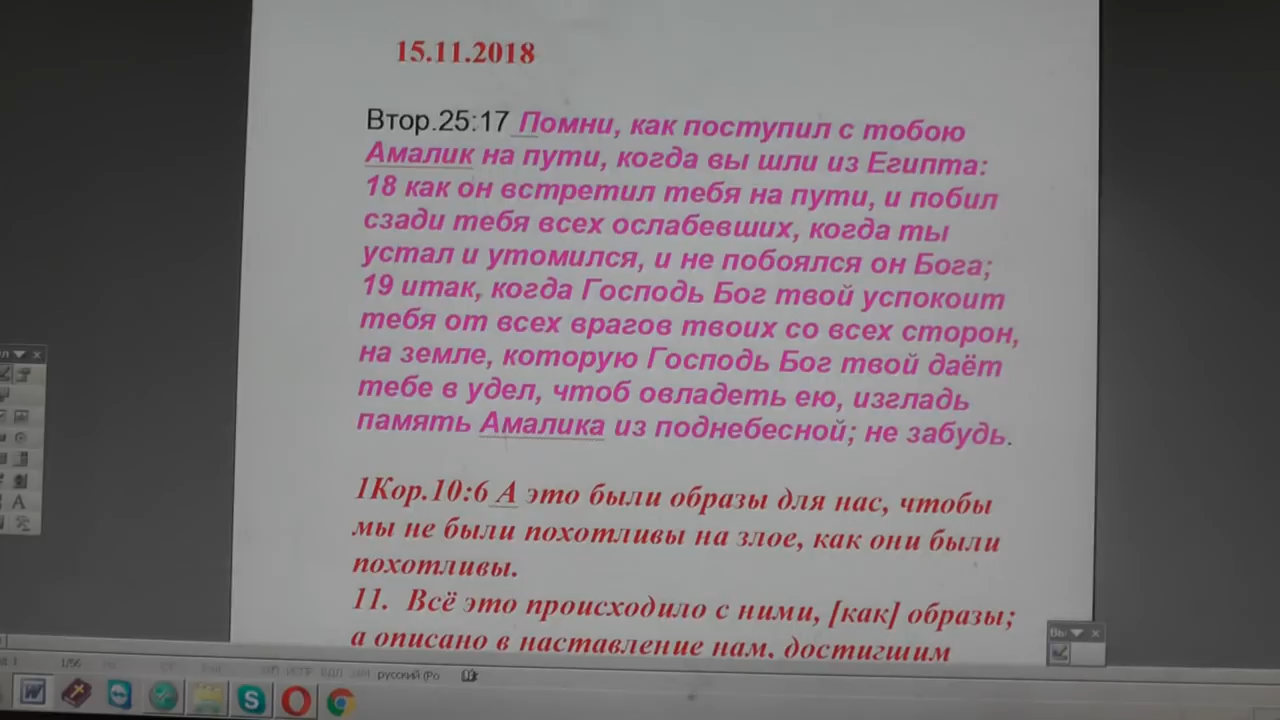 15.11.2018
Втор.25:17 Помни, как поступил с тобою
Амалик на пути, когда вы шли из Египта:
18 как он встретил тебя на пути, и побил
сзади тебя всех ослабевших, когда ты
устал и утомился, и не побоялся он Бога;
19 итак, когда Господь Бог твой успокоит
тебя от всех врагов твоих со всех сторон,
на земле, которую Господь Бог твой даёт
тебе в удел, чтоб овладеть ею, изгладь
память Амалика из поднебесной; не забудь.
1Кор.10:6 А это были образы для нас, чтобы
мы не были похотливы на злое, как они были
похотливы.
11. Всё это происходило с ними, [как] образы;
а описано в наставление нам, достигшим
Вы
1/56
русский (Ро